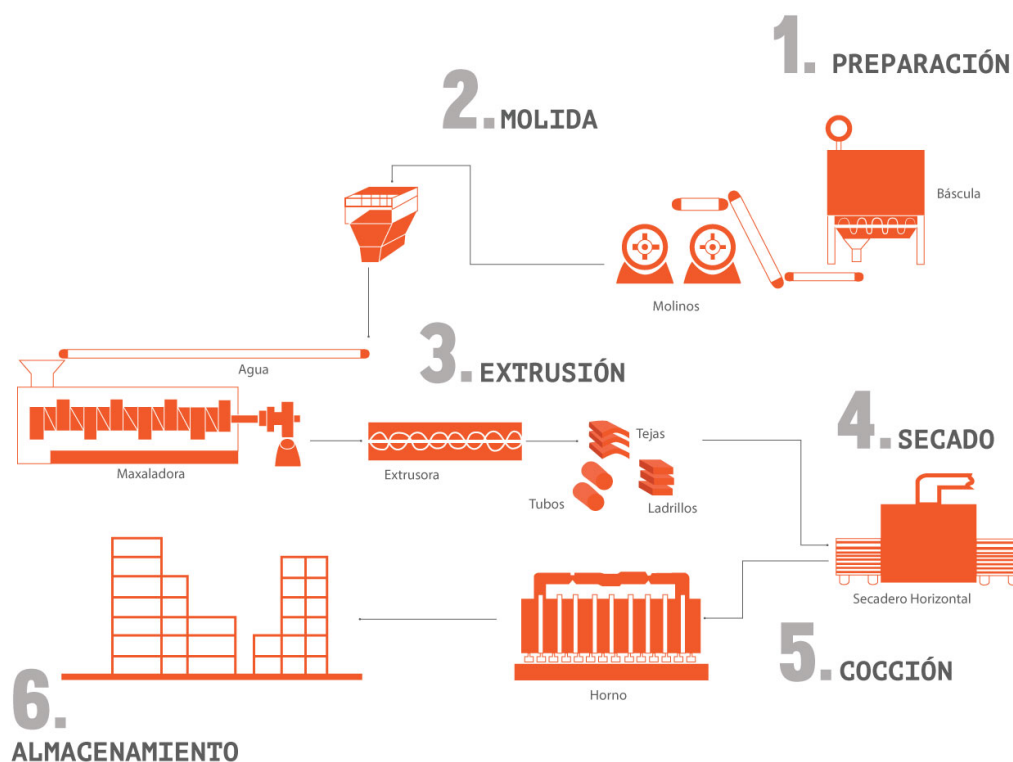 1. PREPARACIÓN
Báscula
2. MOLIDA
Molinos
Agua
Maxaladora
3. EXTRUSIÓN
Extrusora
Tejas
Tubos
Ladrillos
4. SECADO
Secadero Horizontal
5. COCCIÓN
Horno
6.
ALMACENAMIENTO